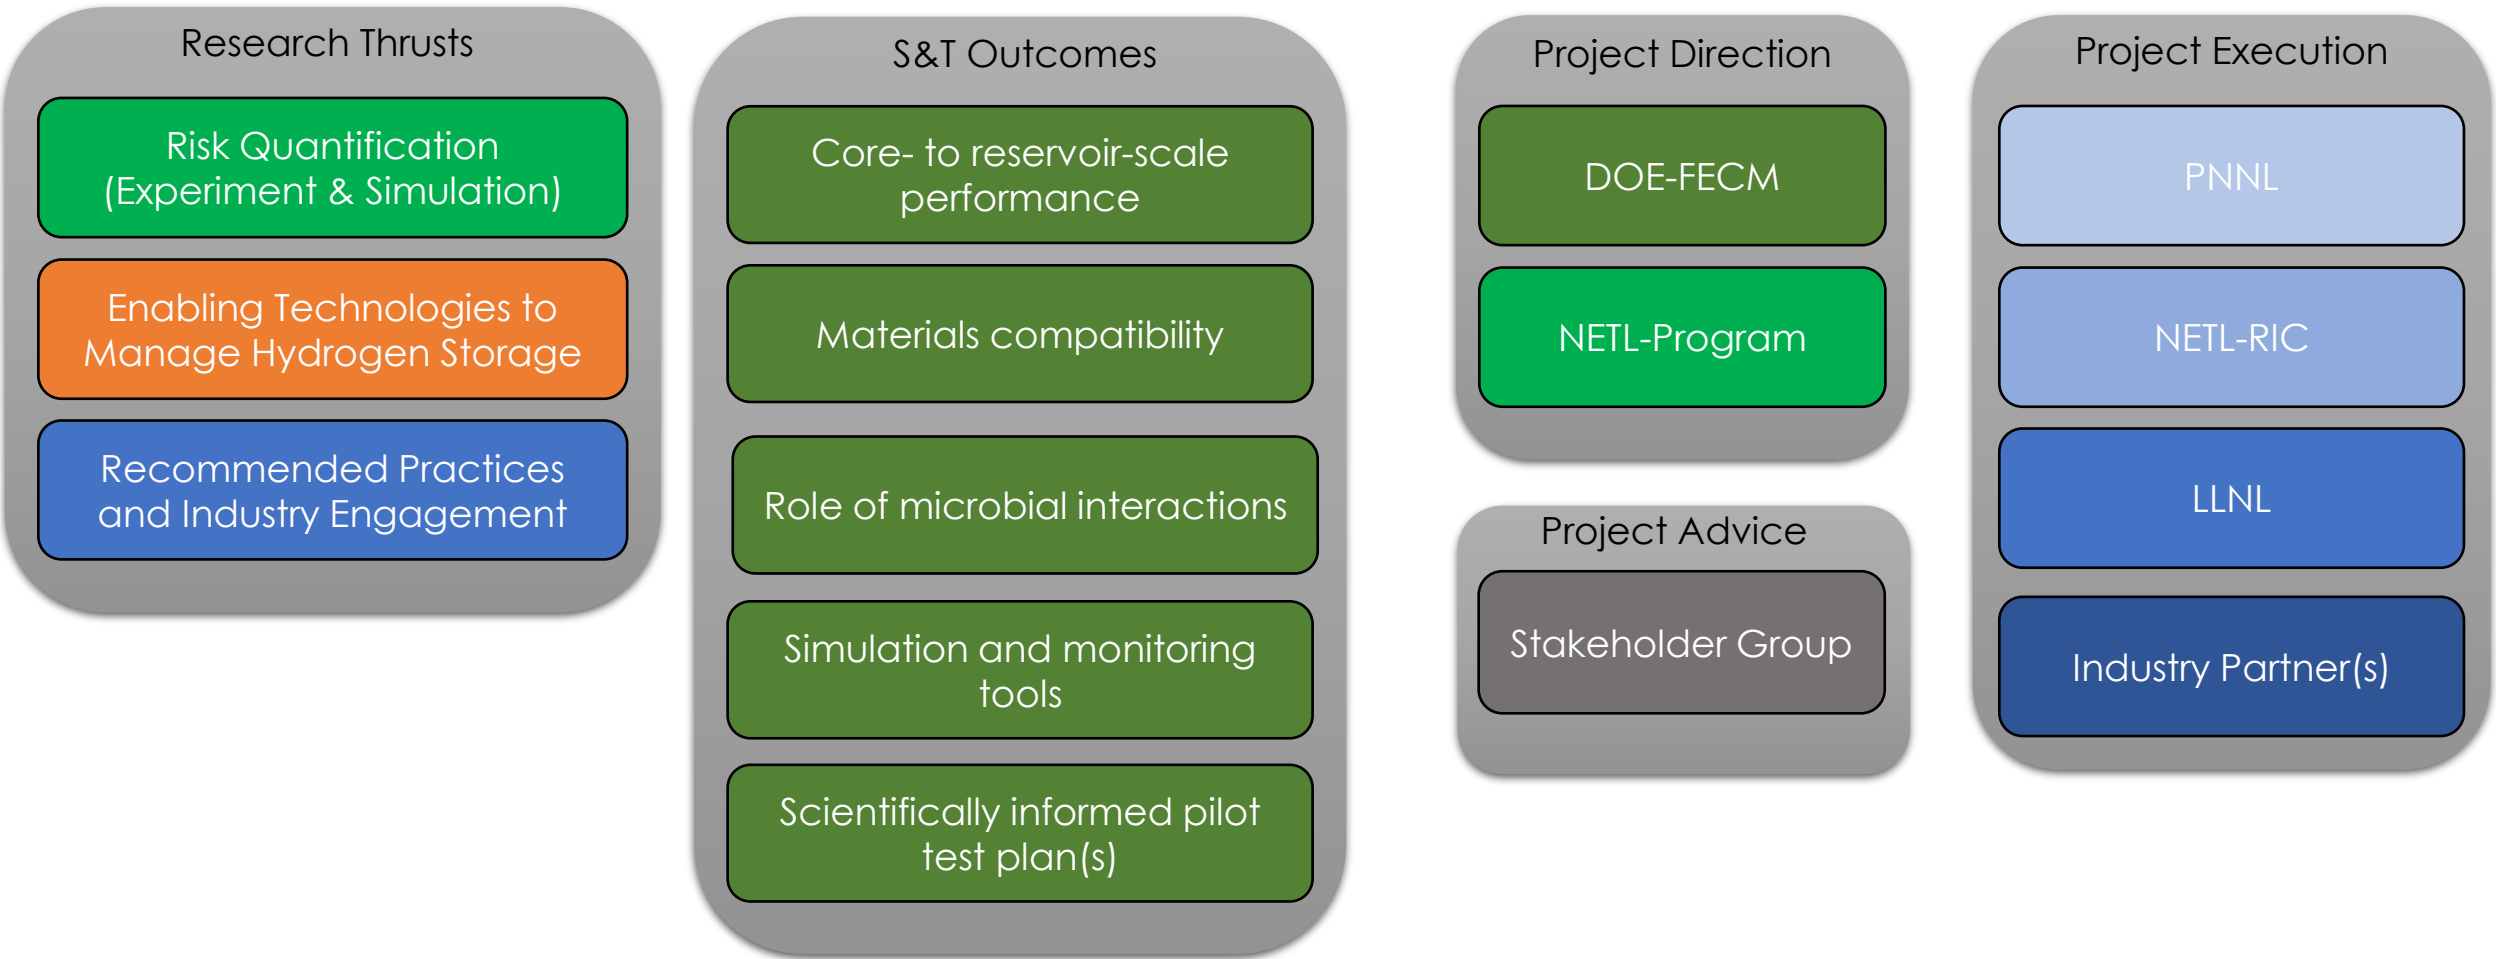 Research Thrusts
Risk Quantification
(Experiment & Simulation)
Enabling Technologies to
Manage Hydrogen Storage
Recommended Practices
and Industry Engagement
S&T Outcomes
Core- to reservoir-scale
performance
Materials compatibility
Role of microbial interactions
Simulation and monitoring
tools
Scientifically informed pilot
test plan(s)
Project Direction
DOE-FECM
NETL-Program
Project Advice
Stakeholder Group
Project Execution
PNNL
NETL-RIC
LLNL
Industry Partner(s)